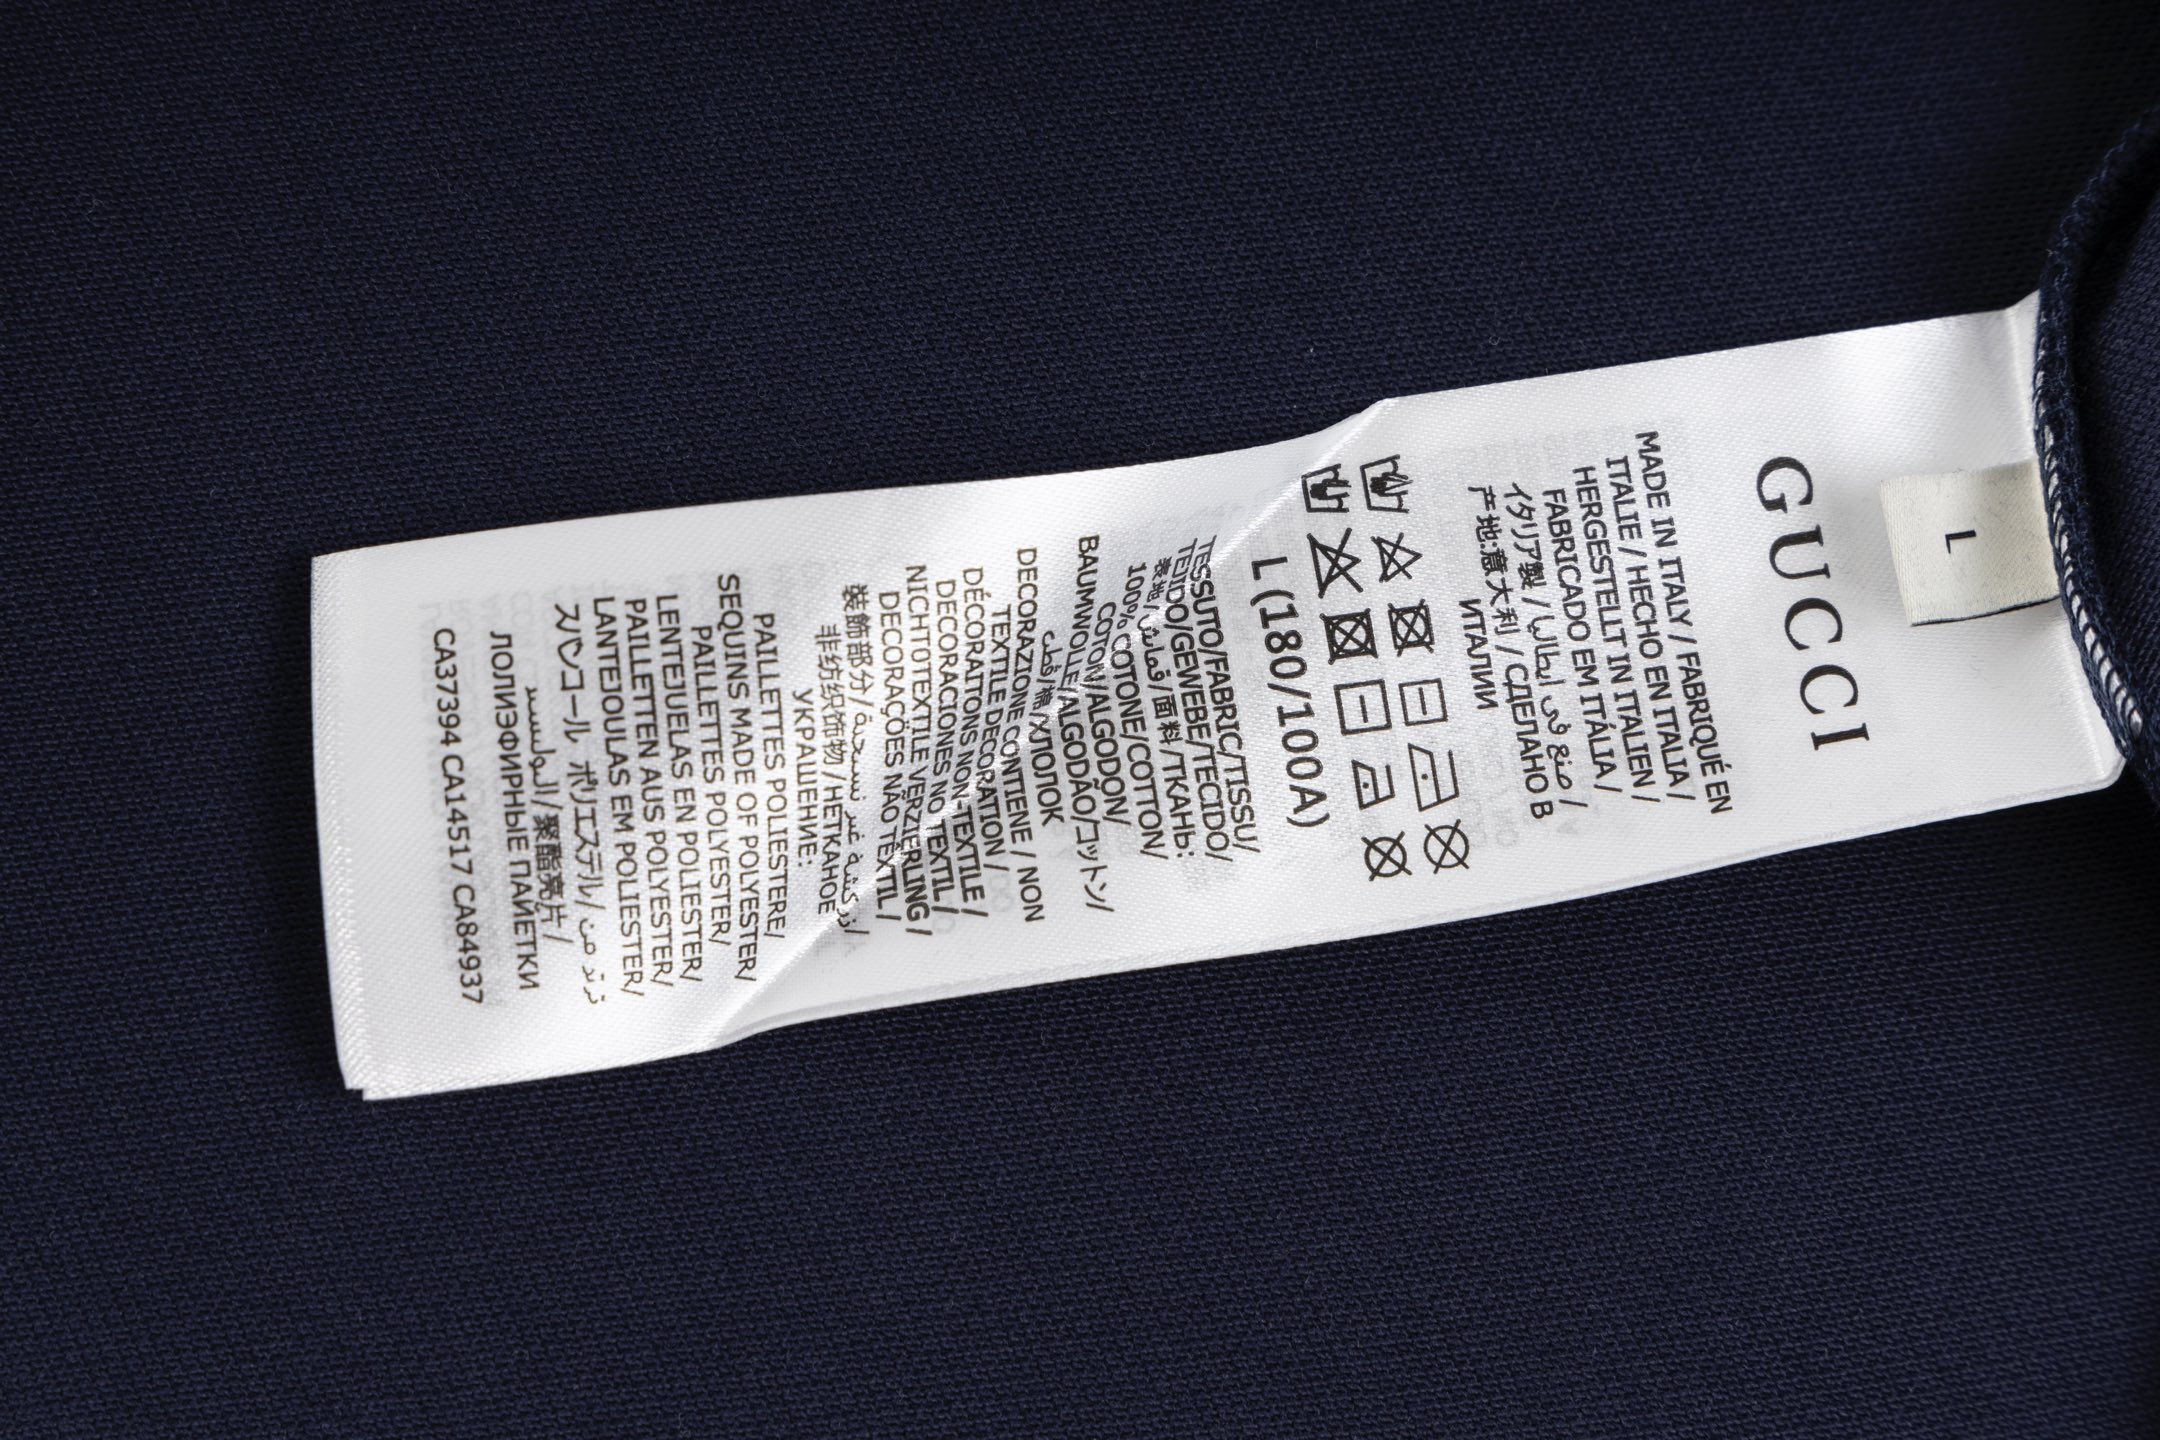 L
GUCCI
MADE IN ITALY / FABRIQUÉ EN
ITALIE / HECHO EN ITALIA /
HERGESTELLT IN ITALIEN /
FABRICADO EM ITÁLIA /
イタリア製 / صنع في ايطاليا /
产地:意大利 / СДЕЛАНО В
ИТАЛИИ
L (180/100A)
TESSUTO/FABRIC/TISSU/
TEJIDO/GEWEBE/TECIDO/
表地/قماش/面料/ТКАНЬ:
100% COTONE/COTTON/
COTON/ALGODÓN/
BAUMWOLLE/ALGODÃO/コットン/
قطن/棉/ХЛОПОК
DECORAZIONE CONTIENE / NON
TEXTILE DECORATION /
DÉCORAITONS NON-TEXTILE /
DECORACIONES NO TEXTIL /
NICHTOTEXTILE VERZIERLING /
DECORAÇÕES NÃO TEXTIL /
装飾部分/زركشة غير نسيجية/
非纺织饰物 / НЕТКАНОЕ
УКРАШЕНИЕ:
PAILLETTES POLIESTERE/
SEQUINS MADE OF POLYESTER/
PAILLETTES POLYESTER/
LENTEJUELAS EN POLIESTER/
PAILLETTEN AUS POLYESTER/
LANTEJOULAS EM POLIESTER/
スパンコール ポリエステル/ ترتر من
البوليستر/聚酯亮片/
ЛОЛИЭФИРНЫЕ ПАЙЕТКИ
CA37394 CA14517 CA84937